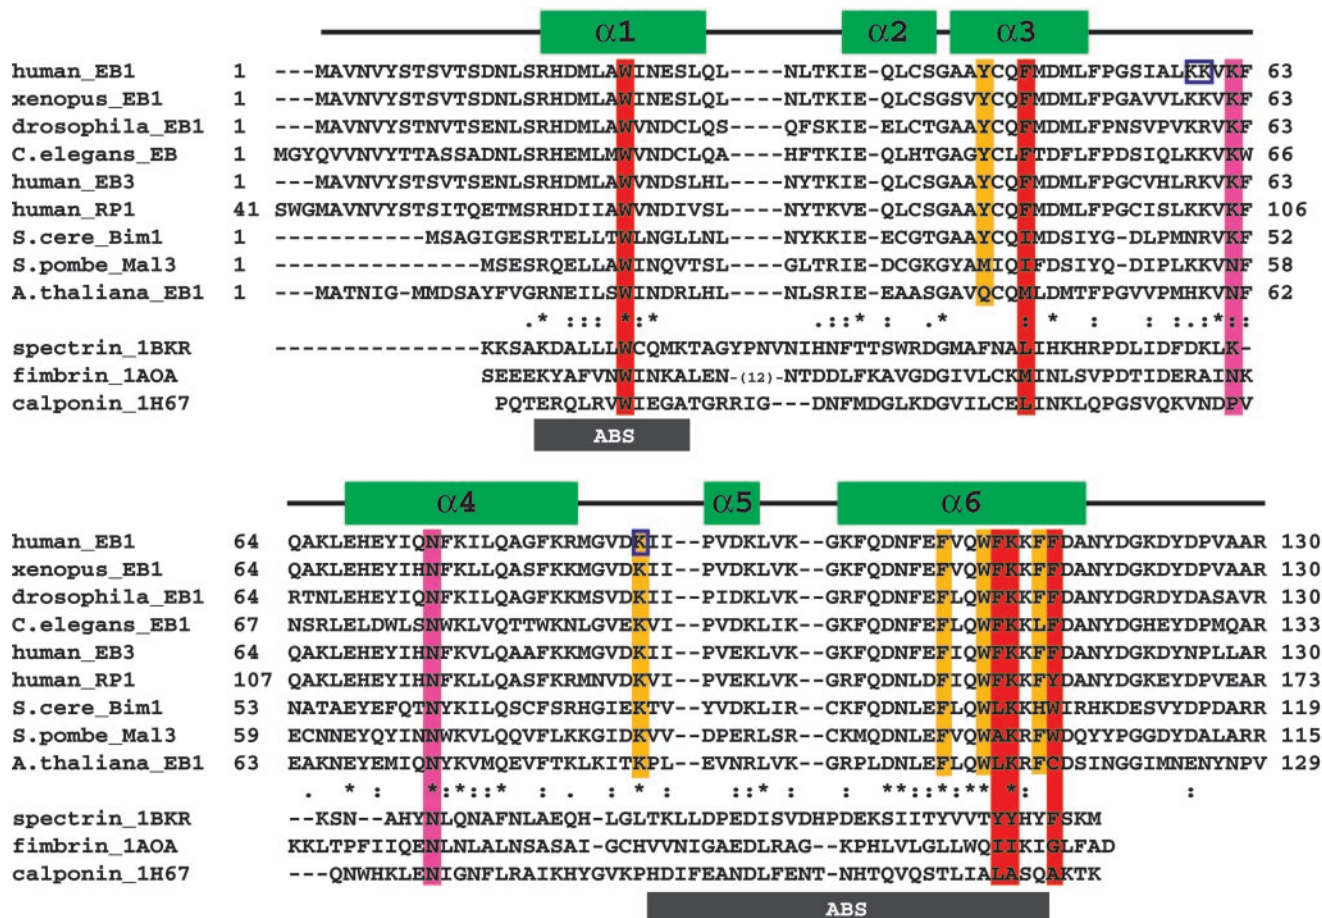 α1 α2 α3
human_EB1 1 ---MAVNVYSTSVTSDNLSRHDMLAWINESLQL----NLTKIE-QLCSGAAYCQFMDMLFPGSIALKKVKF 63
xenopus_EB1 1 ---MAVNVYSTSVTSDNLSRHDMLAWINESLQL----NLTKIE-QLCSGSVYCQFMDMLFPGAVVLKKVKF 63
drosophila_EB1 1 ---MAVNVYSTNVTSENLSRHDMLAWVNDCLQS----QFSKIE-ELCTGAAYCQFMDMLFPNSVPVKRVKF 63
C.elegans_EB 1 MGYQVVNVYTTASSADNLSRHEMLMWVNDCLQA----HFTKIE-QLHTGAGYCLFTDFLFPDSIQLKKVKW 66
human_EB3 1 ---MAVNVYSTSVTSENLSRHDMLAWVNDSLHL----NYTKIE-QLCSGAAYCQFMDMLFPGCVHLRKVKF 63
human_RP1 41 SWGMAVNVYSTSITQETMSRHDIIAWVNDIVSL----NYTKVE-QLCSGAAYCQFMDMLFPGCISLKKVKF 106
S.cere_Bim1 1 -----------MSAGIGESRTELLTWLNGLLNL----NYKKIE-ECGTGAAYCQIMDSIYG-DLPMNRVKF 52
S.pombe_Mal3 1 ---------------MSESRQELLAWINQVTSL----GLTRIE-DCGKGYAMIQIFDSIYQ-DIPLKKVNF 58
A.thaliana_EB1 1 ---MATNIG-MMDSAYFVGRNEILSWINDRLHL----NLSRIE-EAASGAVQCQMLDMTFPGVVPMHKVNF 62
.* ::: *:* .::* : .* : * : : :.:*::
spectrin_1BKR ---------------KKSAKDALLLWCQMKTAGYPNVNIHNFTTSWRDGMAFNALIHKHRPDLIDFDKLK-
fimbrin_1AOA SEEEKYAFVNWINKALEN-(12)-NTDDLFKAVGDGIVLCKMINLSVPDTIDERAINK
calponin_1H67 PQTERQLRVWIEGATGRRIG---DNFMDGLKDGVILCELINKLQPGSVQKVNDPV
ABS
α4 α5 α6
human_EB1 64 QAKLEHEYIQNFKILQAGFKRMGVDKII--PVDKLVK--GKFQDNFEFVQWFKKFFDANYDGKDYDPVAAR 130
xenopus_EB1 64 QAKLEHEYIHNFKLLQASFKRMGVDKII--PVDKLVK--GKFQDNFEFVQWFKKFFDANYDGKDYDPVAAR 130
drosophila_EB1 64 RTNLEHEYIQNFKILQAGFKKMSVDKII--PIDKLVK--GRFQDNFEFLQWFKKFFDANYDGRDYDASAVR 130
C.elegans_EB1 67 NSRLELDWLSNWKLVQTTWKNLGVEKVI--PVDKLIK--GKFQDNFEFLQWFKKLFDANYDGHEYDPMQAR 133
human_EB3 64 QAKLEHEYIHNFKVLQAAFKKMGVDKII--PVEKLVK--GKFQDNFEFIQWFKKFFDANYDGKDYNPLLAR 130
human_RP1 107 QAKLEHEYIHNFKLLQASFKRMNVDKVI--PVEKLVK--GRFQDNLDFIQWFKKFYDANYDGKEYDPVEAR 173
S.cere_Bim1 53 NATAEYEFQTNYKILQSCFSRHGIEKTV--YVDKLIR--CKFQDNLEFLQWLKKHWIRHKDESVYDPDARR 119
S.pombe_Mal3 59 ECNNEYQYINNWKVLQQVFLKKGIDKVV--DPERLSR--CKMQDNLEFVQWAKRFWDQYYPGGDYDALARR 115
A.thaliana_EB1 63 EAKNEYEMIQNYKVMQEVFTKLKITKPL--EVNRLVK--GRPLDNLEFLQWLKRFCDSINGGIMNENYNPV 129
. * : *:*::* : . : * : ::* : : **:*:** *: :
spectrin_1BKR --KSN--AHYNLQNAFNLAEQH-LGLTKLLDPEDISVDHPDEKSIITYVVTYYHYFSKM
fimbrin_1AOA KKLTPFIIQENLNLALNSASAI-GCHVVNIGAEDLRAG--KPHLVLGLLWQIIKIGLFAD
calponin_1H67 ---QNWHKLENIGNFLRAIKHYGVKPHDIFEANDLFENT-NHTQVQSTLIALASQAKTK
ABS